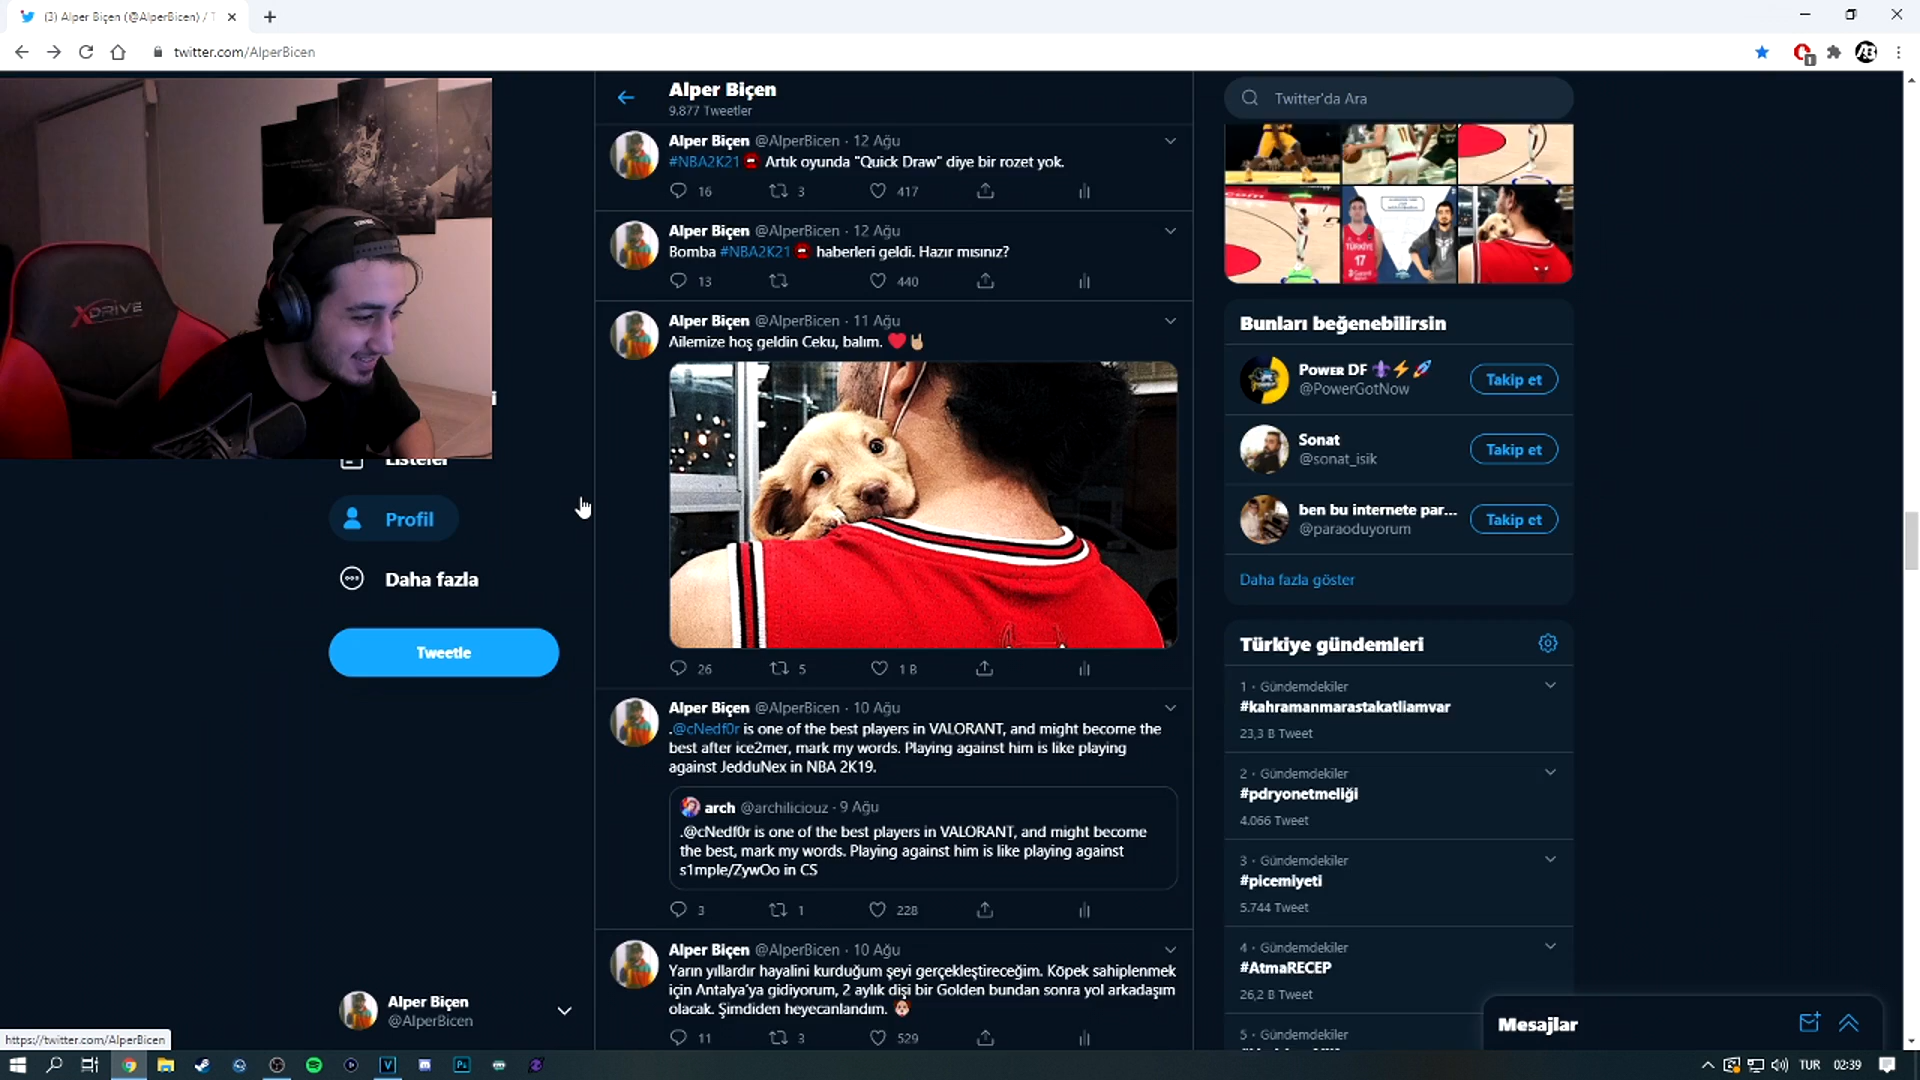 (3) Alper Biçen (@AlperBicen) / T
twitter.com/AlperBicen
XDRIVE
Listeler
Profil
Daha fazla
Tweetle
Alper Biçen
@AlperBicen
https://twitter.com/AlperBicen
Alper Biçen
9.877 Tweetler
Alper Biçen @AlperBicen · 12 Ağu
#NBA2K21 Artık oyunda "Quick Draw" diye bir rozet yok.
16 3 417
Alper Biçen @AlperBicen · 12 Ağu
Bomba #NBA2K21 haberleri geldi. Hazır mısınız?
13 440
Alper Biçen @AlperBicen · 11 Ağu
Ailemize hoş geldin Ceku, balım.
26 5 1 B
Alper Biçen @AlperBicen · 10 Ağu
.@cNedf0r is one of the best players in VALORANT, and might become the
best after ice2mer, mark my words. Playing against him is like playing
against JedduNex in NBA 2K19.
arch @archiliciouz · 9 Ağu
.@cNedf0r is one of the best players in VALORANT, and might become
the best, mark my words. Playing against him is like playing against
s1mple/ZywOo in CS
3 1 228
Alper Biçen @AlperBicen · 10 Ağu
Yarın yıllardır hayalini kurduğum şeyi gerçekleştireceğim. Köpek sahiplenmek
için Antalya'ya gidiyorum, 2 aylık dişi bir Golden bundan sonra yol arkadaşım
olacak. Şimdiden heyecanlandım.
11 3 529
Twitter'da Ara
TÜRKİYE
17
Bunları beğenebilirsin
Power DF
@PowerGotNow
Takip et
Sonat
@sonat_isik
Takip et
ben bu internete par...
@paraoduyorum
Takip et
Daha fazla göster
Türkiye gündemleri
1 · Gündemdekiler
#kahramanmarastakatliamvar
23,3 B Tweet
2 · Gündemdekiler
#pdryonetmeliği
4.066 Tweet
3 · Gündemdekiler
#picemiyeti
5.744 Tweet
4 · Gündemdekiler
#AtmaRECEP
26,2 B Tweet
5 · Gündemdekiler
Mesajlar
TUR 02:39